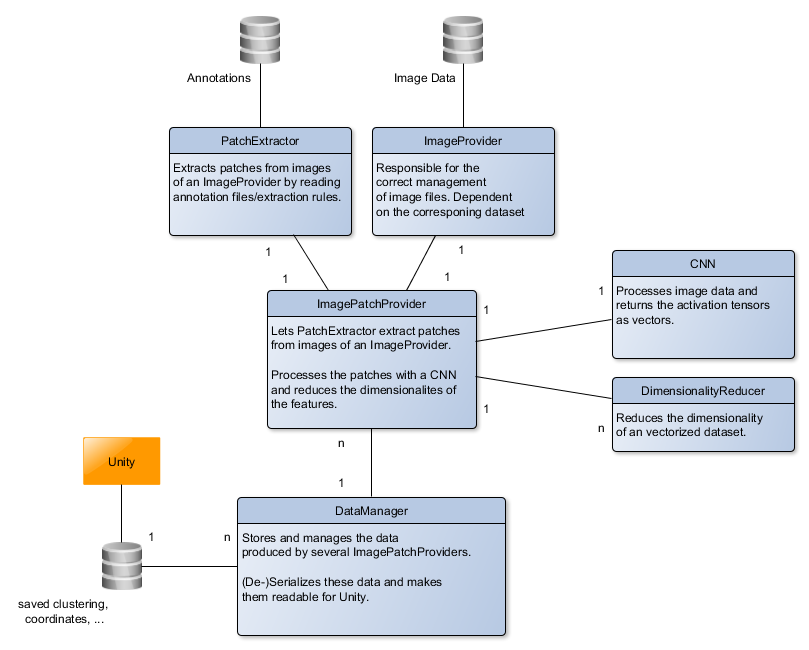 Annotations
Image Data
PatchExtractor
Extracts patches from images
of an ImageProvider by reading
annotation files/extraction rules.
ImageProvider
Responsible for the
correct management
of image files. Dependent
on the corresponing dataset
1
1
1
1
ImagePatchProvider
Lets PatchExtractor extract patches
from images of an ImageProvider.
Processes the patches with a CNN
and reduces the dimensionalites of
the features.
1
1
CNN
Processes image data and
returns the activation tensors
as vectors.
1
n
DimensionalityReducer
Reduces the dimensionality
of an vectorized dataset.
n
1
Unity
1
n
saved clustering,
coordinates, ...
DataManager
Stores and manages the data
produced by several ImagePatchProviders.
(De-)Serializes these data and makes
them readable for Unity.